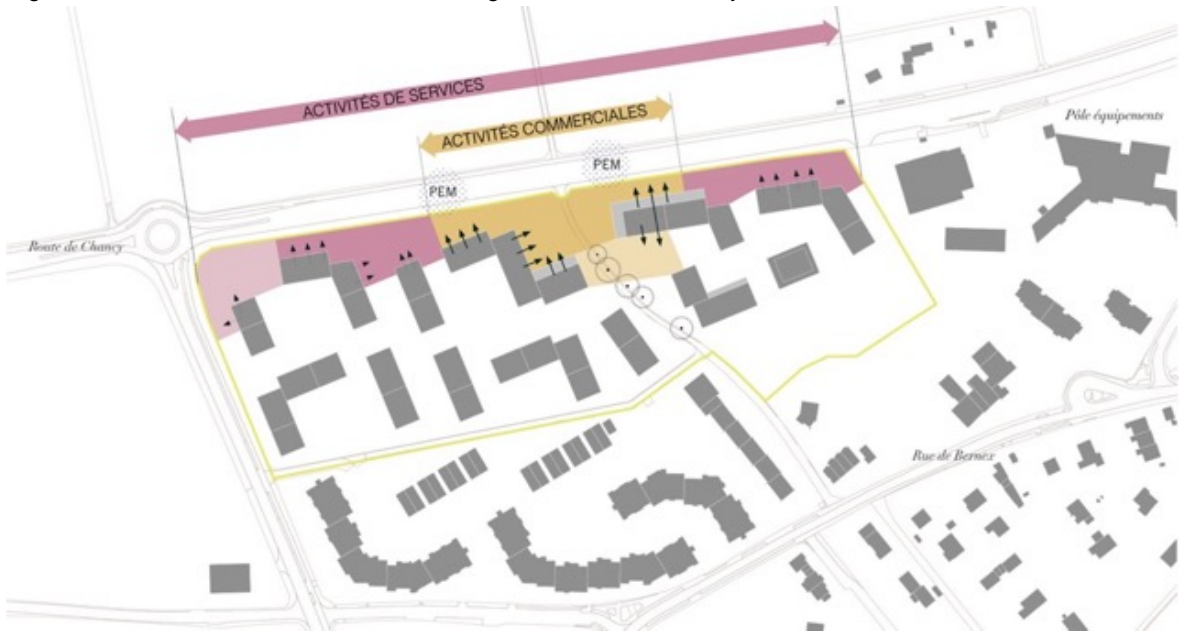 ACTIVITÉS DE SERVICES
ACTIVITÉS COMMERCIALES
Pôle équipements
PEM
PEM
Route de Chancy
Rue de Bernex